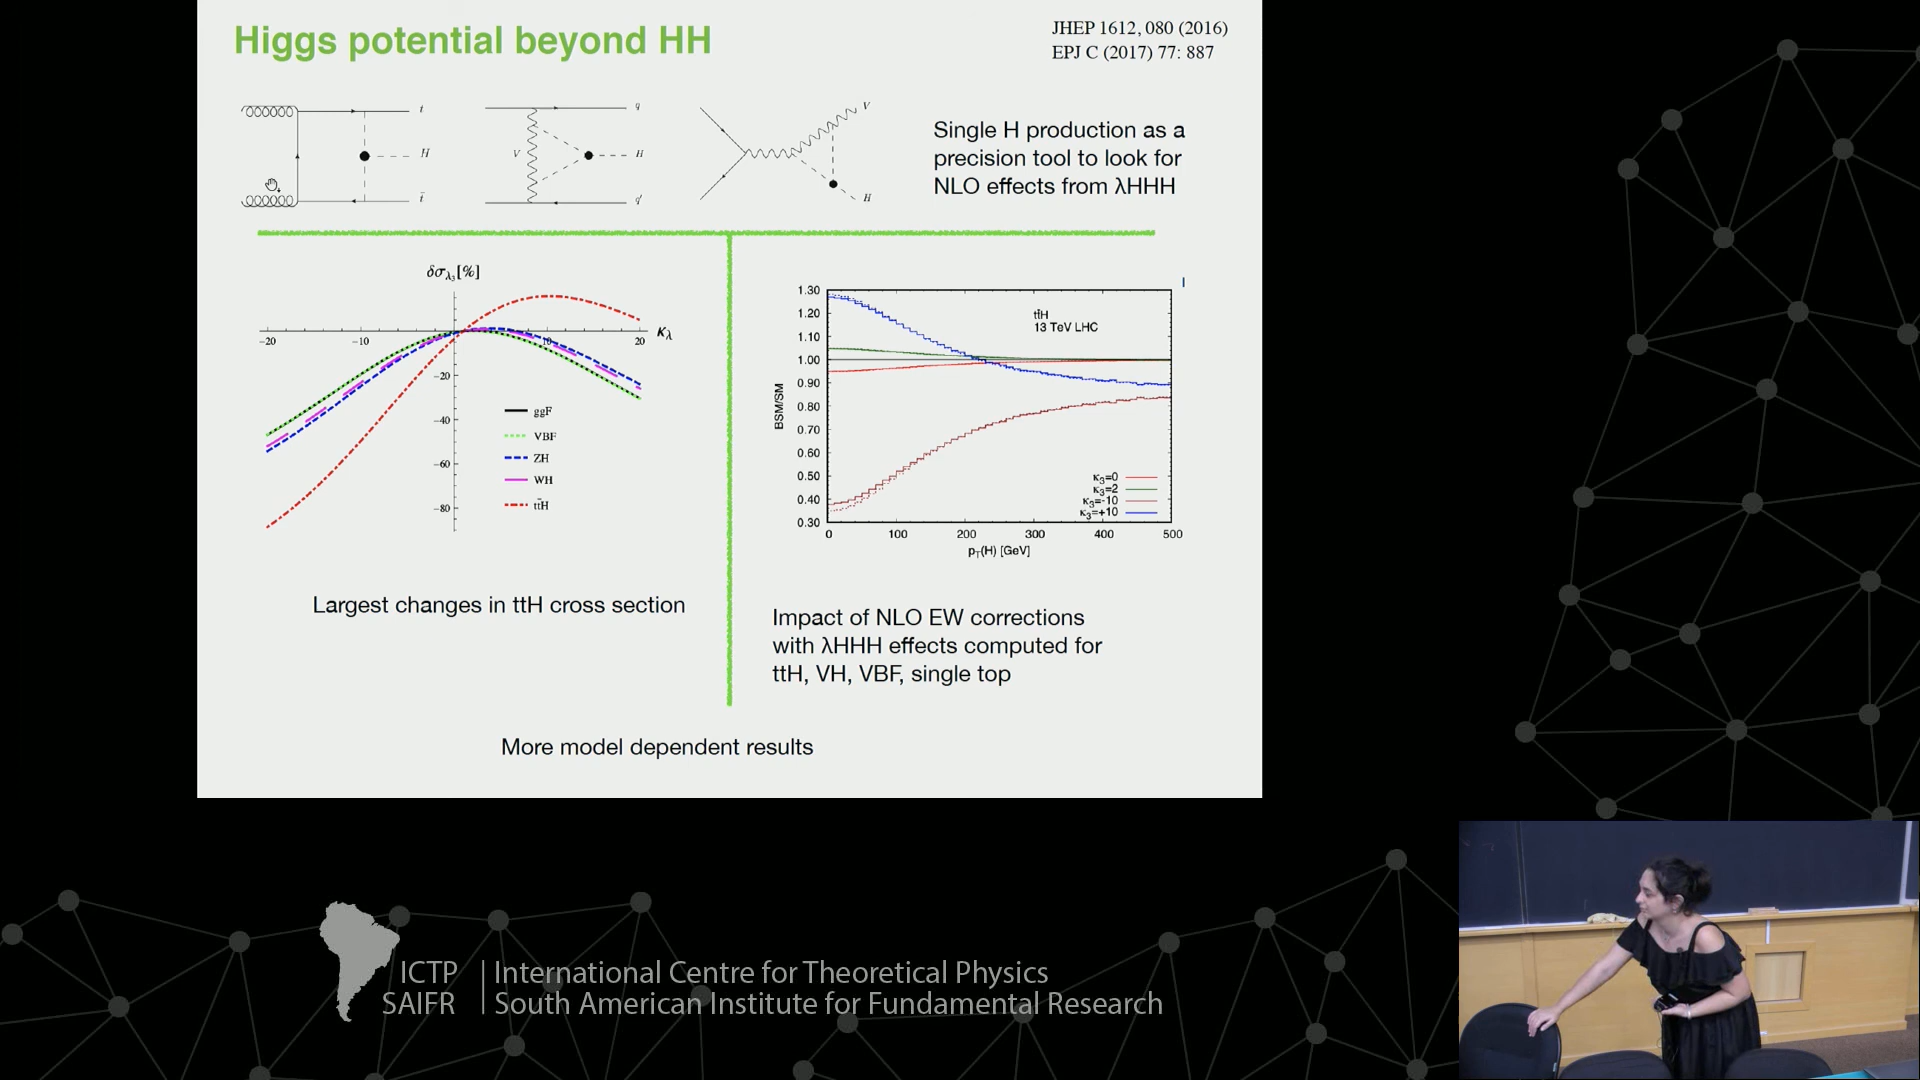 Higgs potential beyond HH
JHEP 1612, 080 (2016)
EPJ C (2017) 77: 887
t
H
t̄
V
q
H
q'
V
H
Single H production as a
precision tool to look for
NLO effects from λHHH
δσλ₃[%]
-20
-10
10
20
κλ
-20
-40
-60
-80
ggF
VBF
ZH
WH
tt̄H
Largest changes in ttH cross section
1.30
1.20
1.10
1.00
0.90
0.80
0.70
0.60
0.50
0.40
0.30
BSM/SM
tt̄H
13 TeV LHC
κ₃=0
κ₃=2
κ₃=-10
κ₃=+10
0
100
200
300
400
500
pT(H) [GeV]
Impact of NLO EW corrections
with λHHH effects computed for
ttH, VH, VBF, single top
More model dependent results
ICTP | International Centre for Theoretical Physics
SAIFR | South American Institute for Fundamental Research